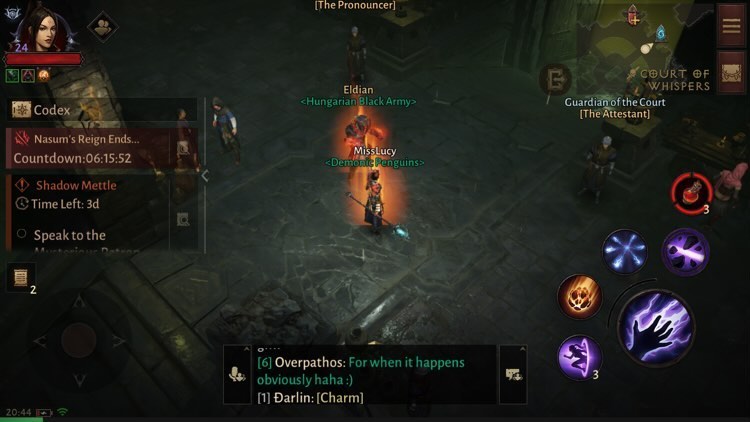 [The Pronouncer]
24
Eldian
<Hungarian Black Army>
MissLucy
<Demonic Penguins>
COURT OF
WHISPERS
Guardian of the Court
[The Attestant]
Codex
Nasum's Reign Ends...
Countdown:06:15:52
Shadow Mettle
Time Left: 3d
Speak to the
2
3
3
[6] Overpathos: For when it happens
obviously haha :)
[1] Đarlin: [Charm]
20:44